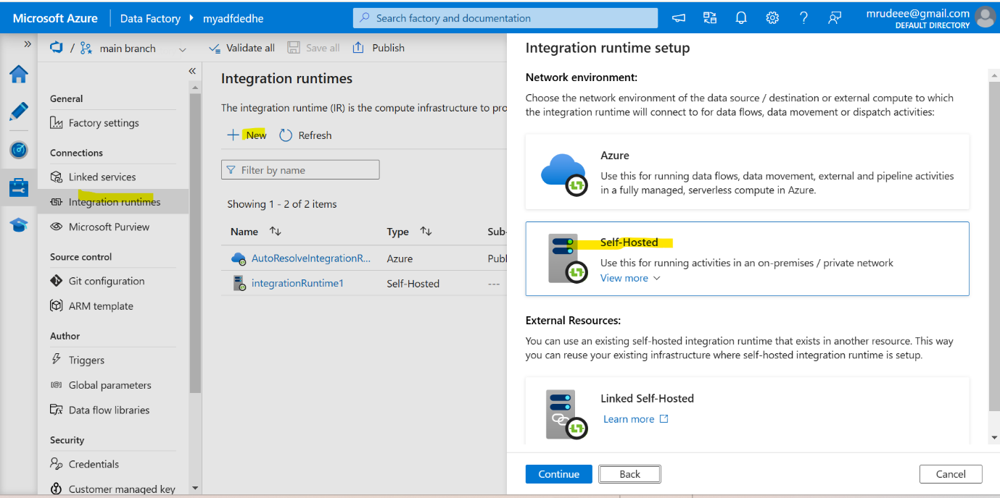 Microsoft Azure
Data Factory
myadfdedhe
Search factory and documentation
mrudeee@gmail.com
DEFAULT DIRECTORY
/ main branch
Validate all
Save all
Publish
General
Factory settings
Connections
Linked services
Integration runtimes
Microsoft Purview
Source control
Git configuration
ARM template
Author
Triggers
Global parameters
Data flow libraries
Security
Credentials
Customer managed key
Integration runtimes
The integration runtime (IR) is the compute infrastructure to pro
New
Refresh
Filter by name
Showing 1 - 2 of 2 items
Name Type Sub-
AutoResolveIntegrationR... Azure Publ
integrationRuntime1 Self-Hosted ---
Integration runtime setup
Network environment:
Choose the network environment of the data source / destination or external compute to which
the integration runtime will connect to for data flows, data movement or dispatch activities:
Azure
Use this for running data flows, data movement, external and pipeline activities
in a fully managed, serverless compute in Azure.
Self-Hosted
Use this for running activities in an on-premises / private network
View more
External Resources:
You can use an existing self-hosted integration runtime that exists in another resource. This way
you can reuse your existing infrastructure where self-hosted integration runtime is setup.
Linked Self-Hosted
Learn more
Continue
Back
Cancel